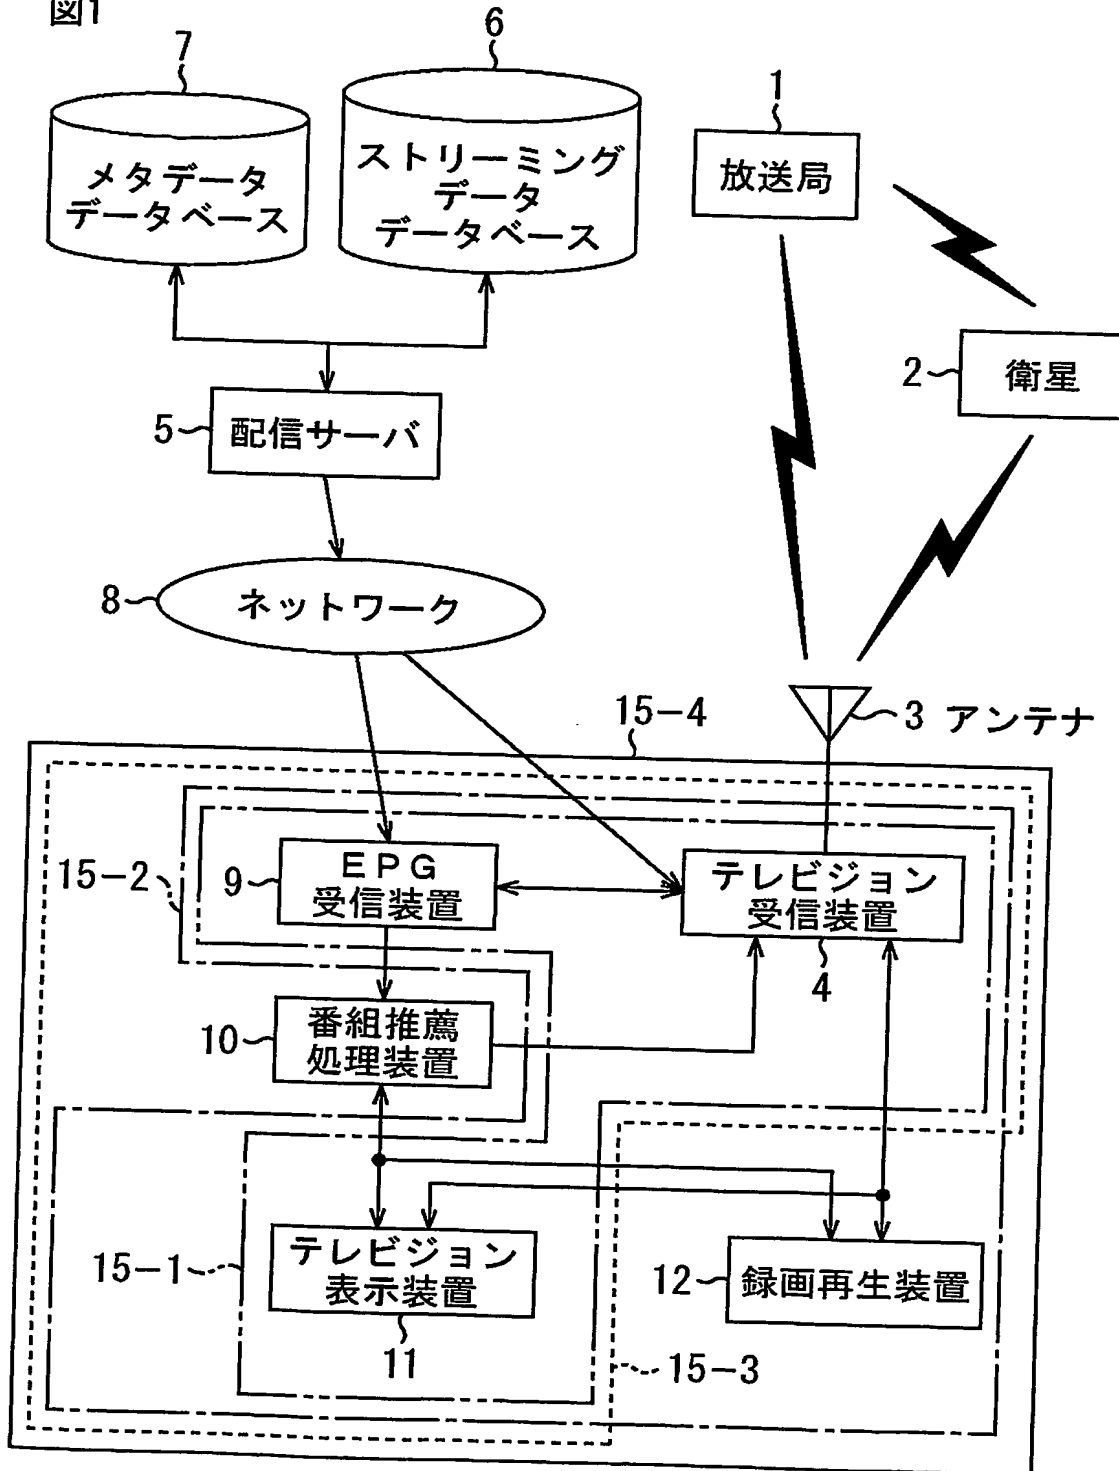 図1
7
6
1
メタデータ
データベース
ストリーミング
データ
データベース
放送局
2
衛星
5
配信サーバ
8
ネットワーク
3 アンテナ
15-4
15-2
9
EPG
受信装置
テレビジョン
受信装置
4
10
番組推薦
処理装置
15-1
テレビジョン
表示装置
11
12
録画再生装置
15-3